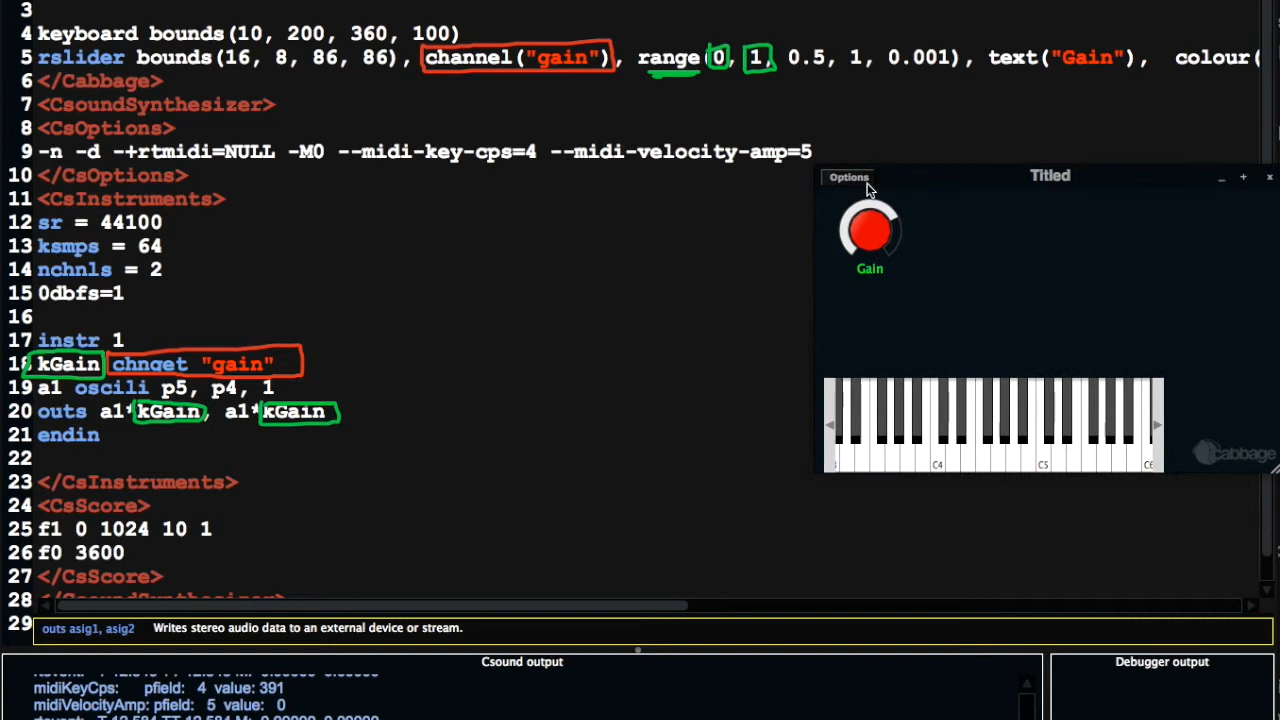 3
4 keyboard bounds(10, 200, 360, 100)
5 rslider bounds(16, 8, 86, 86), channel("gain"), range(0, 1, 0.5, 1, 0.001), text("Gain"), colour(
6 </Cabbage>
7 <CsoundSynthesizer>
8 <CsOptions>
9 -n -d -+rtmidi=NULL -M0 --midi-key-cps=4 --midi-velocity-amp=5
10 </CsOptions>
11 <CsInstruments>
12 sr = 44100
13 ksmps = 64
14 nchnls = 2
15 0dbfs=1
16
17 instr 1
18 kGain chnget "gain"
19 a1 oscili p5, p4, 1
20 outs a1*kGain, a1*kGain
21 endin
22
23 </CsInstruments>
24 <CsScore>
25 f1 0 1024 10 1
26 f0 3600
27 </CsScore>
28 </CsoundSynthesizer>
29
Options
Titled
Gain
C4 C5 C6
cabbage
outs asig1, asig2 Writes stereo audio data to an external device or stream.
Csound output
Debugger output
midiKeyCps: pfield: 4 value: 391
midiVelocityAmp: pfield: 5 value: 0